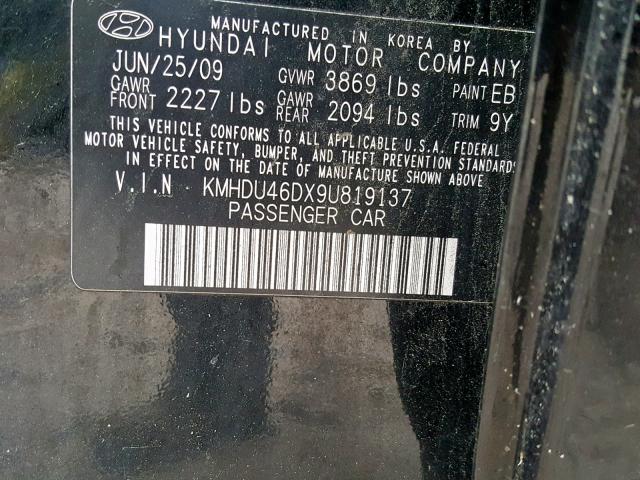 MANUFACTURED IN KOREA BY
HYUNDAI MOTOR COMPANY
JUN/25/09 GVWR 3869 lbs PAINT EB
GAWR FRONT 2227 lbs GAWR REAR 2094 lbs TRIM 9Y
THIS VEHICLE CONFORMS TO ALL APPLICABLE U.S.A. FEDERAL
MOTOR VEHICLE SAFETY, BUMPER, AND THEFT PREVENTION STANDARDS
IN EFFECT ON THE DATE OF MANUFACTURE SHOWN ABOVE
V.I.N KMHDU46DX9U819137
PASSENGER CAR